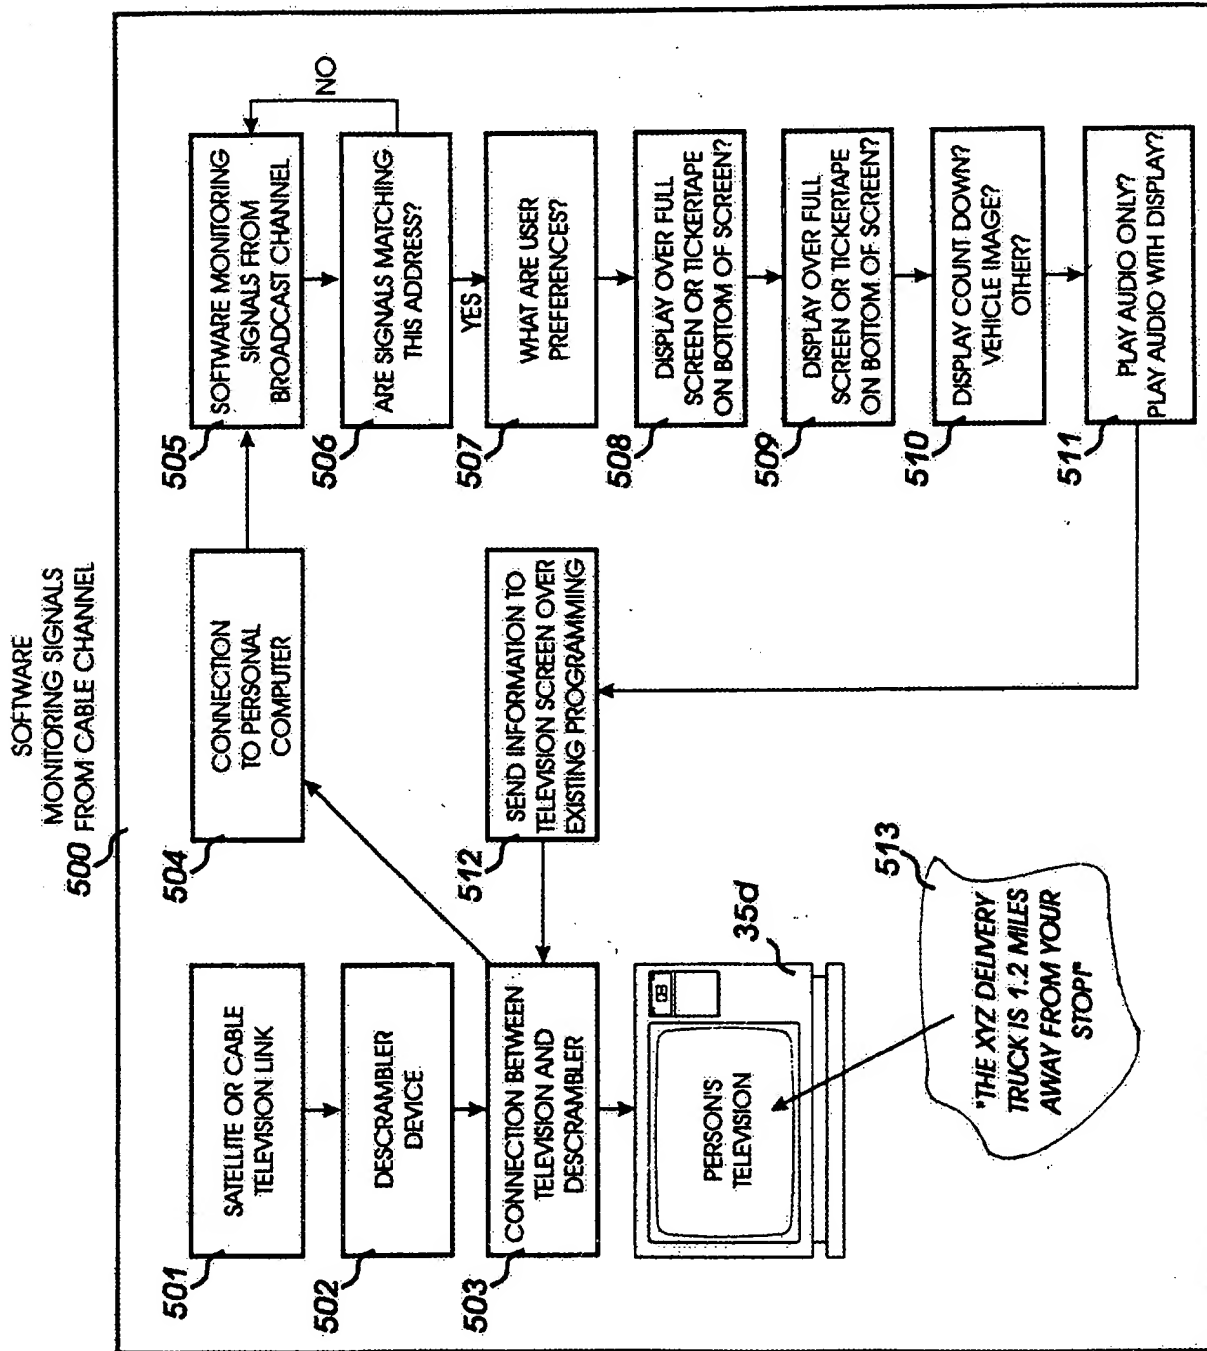 SOFTWARE
MONITORING SIGNALS
FROM CABLE CHANNEL
500
501
SATELLITE OR CABLE
TELEVISION LINK
502
DESCRAMBLER
DEVICE
503
CONNECTION BETWEEN
TELEVISION AND
DESCRAMBLER
PERSON'S
TELEVISION
35d
504
CONNECTION
TO PERSONAL
COMPUTER
505
SOFTWARE MONITORING
SIGNALS FROM
BROADCAST CHANNEL
NO
506
ARE SIGNALS MATCHING
THIS ADDRESS?
YES
507
WHAT ARE USER
PREFERENCES?
508
DISPLAY OVER FULL
SCREEN OR TICKERTAPE
ON BOTTOM OF SCREEN?
509
DISPLAY OVER FULL
SCREEN OR TICKERTAPE
ON BOTTOM OF SCREEN?
510
DISPLAY COUNT DOWN?
VEHICLE IMAGE?
OTHER?
511
PLAY AUDIO ONLY?
PLAY AUDIO WITH DISPLAY?
512
SEND INFORMATION TO
TELEVISION SCREEN OVER
EXISTING PROGRAMMING
513
"THE XYZ DELIVERY
TRUCK IS 1.2 MILES
AWAY FROM YOUR
STOP!"